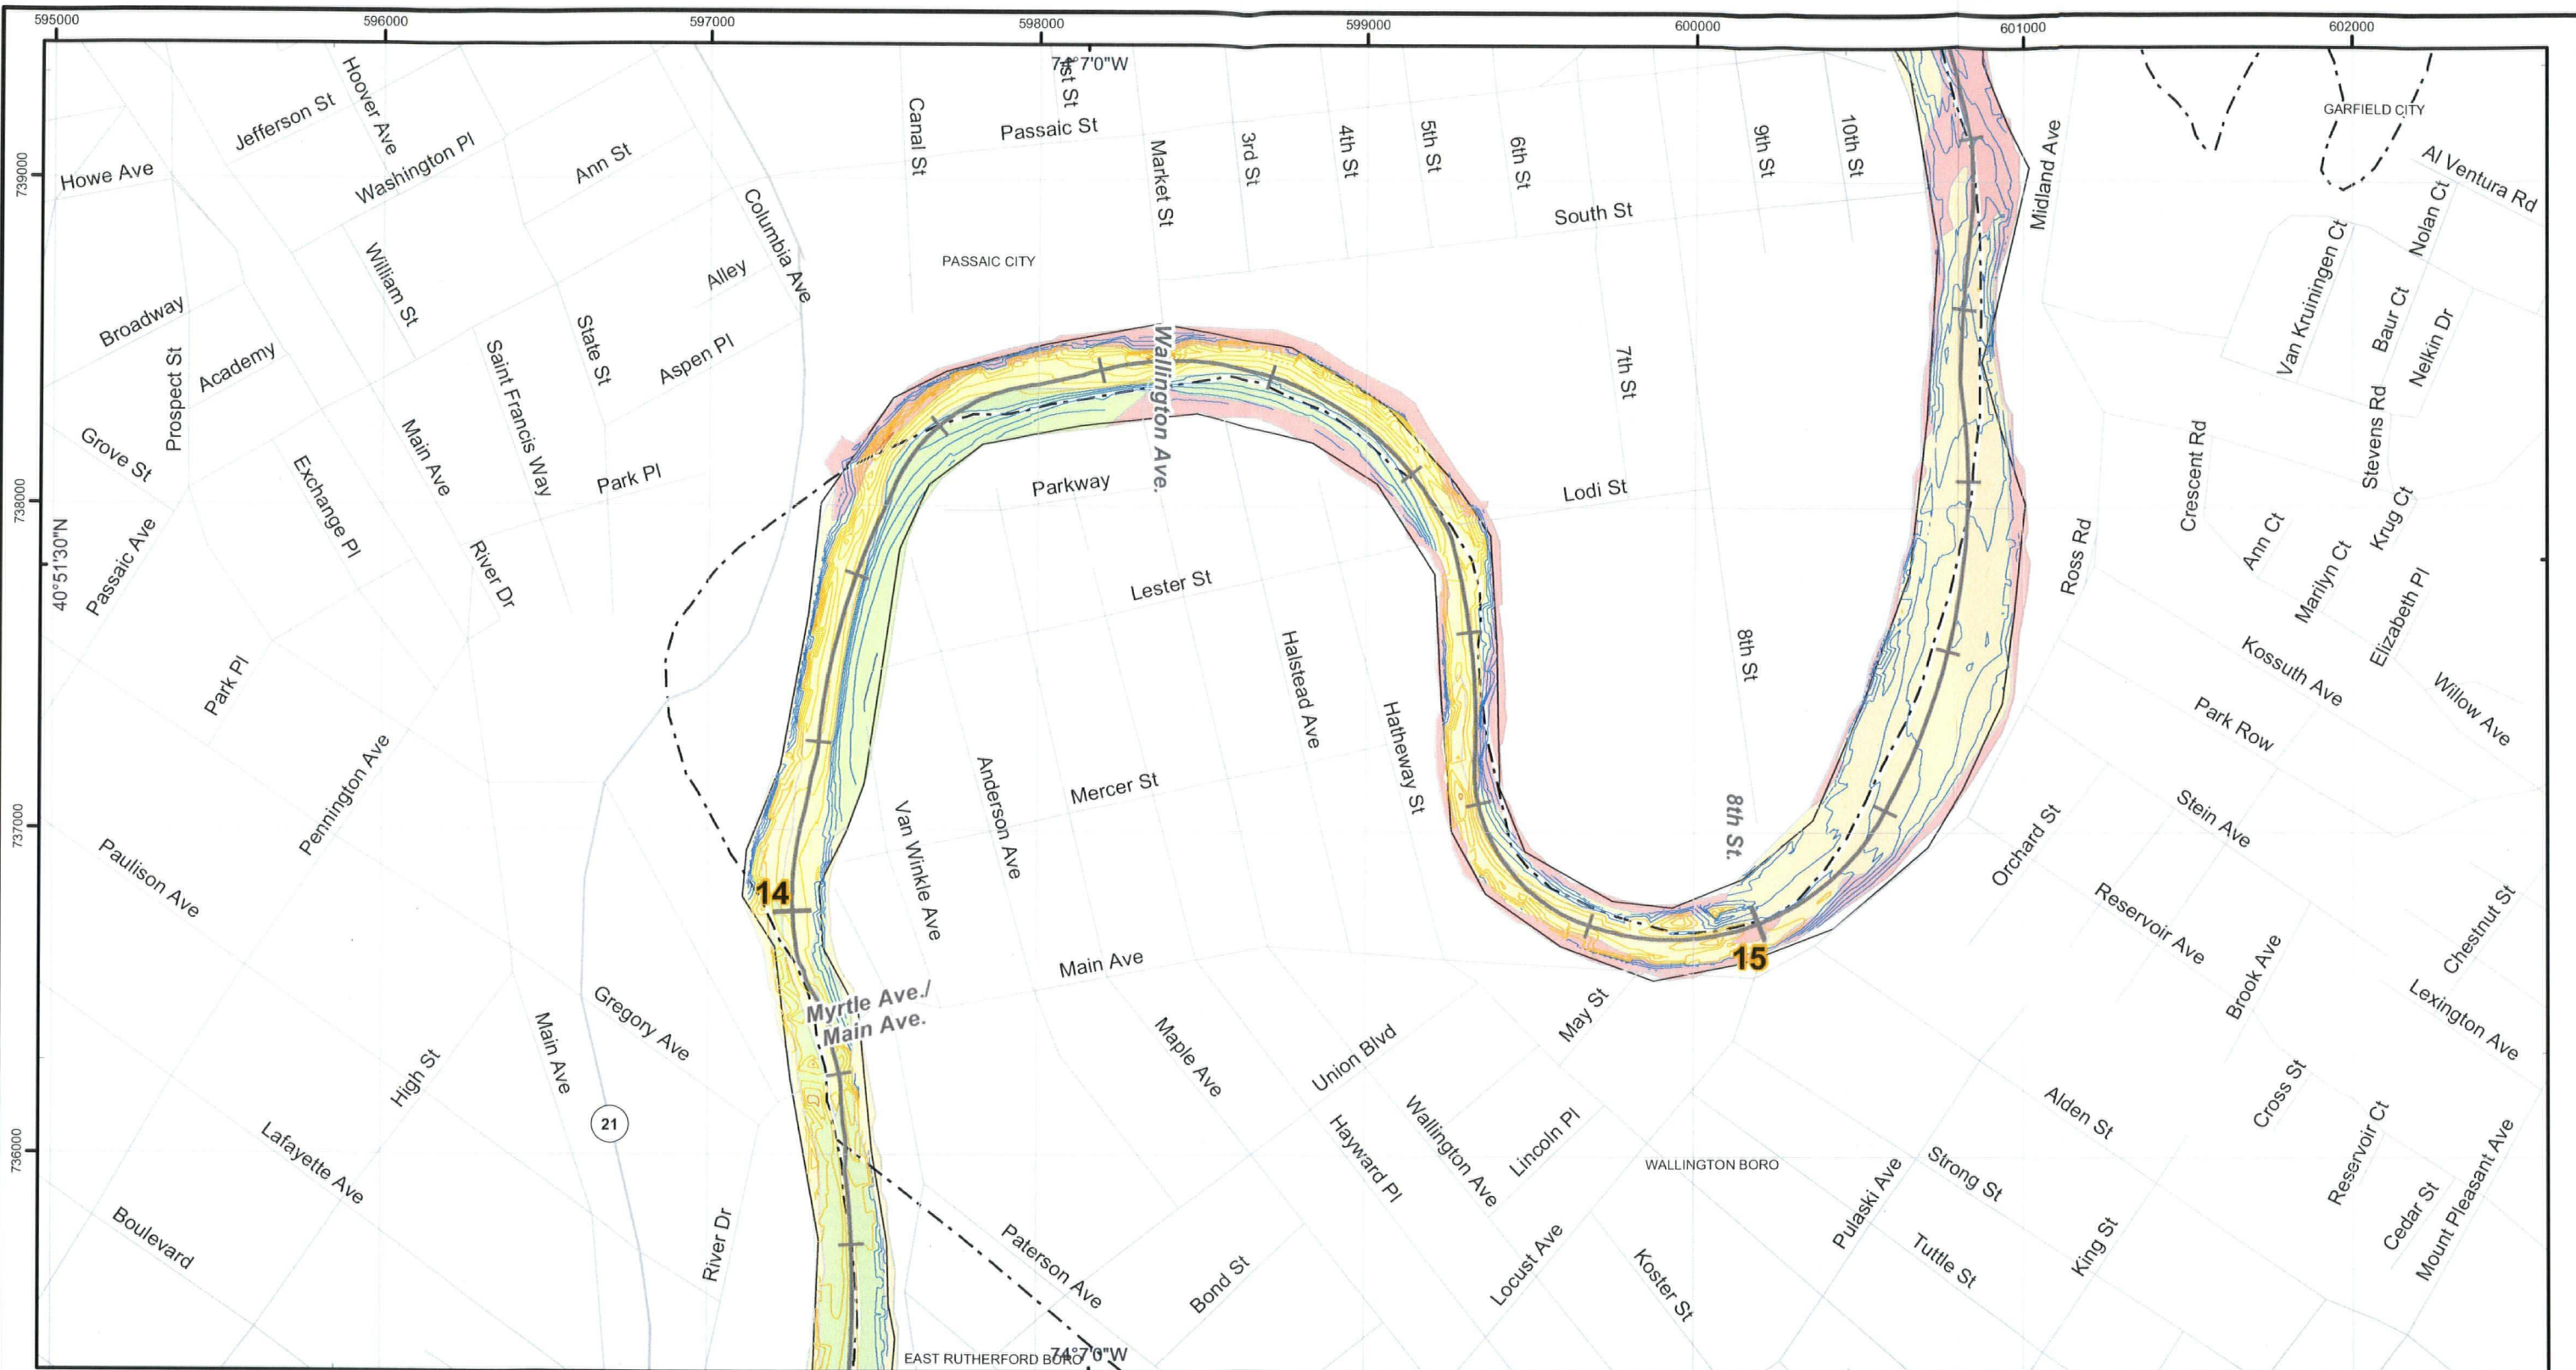 595000
596000
597000
598000
599000
600000
601000
602000
74°7'0"W
Hoover Ave
Jefferson St
Washington Pl
Ann St
Howe Ave
Canal St
1st St
Passaic St
Market St
3rd St
4th St
5th St
6th St
9th St
10th St
Midland Ave
GARFIELD CITY
Al Ventura Rd
739000
Columbia Ave
South St
Nolan Ct
Van Kruiningen Ct
William St
Alley
PASSAIC CITY
Broadway
Academy
Prospect St
State St
Aspen Pl
Saint Francis Way
Wallington Ave.
7th St
Baur Ct
Nelkin Dr
Grove St
Main Ave
Exchange Pl
Park Pl
Parkway
Lodi St
Crescent Rd
Stevens Rd
Krug Ct
738000
40°51'30"N
Passaic Ave
River Dr
Lester St
Ross Rd
Ann Ct
Marilyn Ct
Elizabeth Pl
Park Pl
Halstead Ave
8th St
Kossuth Ave
Willow Ave
Park Row
Pennington Ave
Anderson Ave
Mercer St
Hatheway St
8th St.
Stein Ave
737000
Paulison Ave
14
Van Winkle Ave
Orchard St
Reservoir Ave
Chestnut St
Main Ave
15
Brook Ave
Lexington Ave
Myrtle Ave./
Main Ave.
Gregory Ave
Main Ave
High St
Maple Ave
Union Blvd
May St
Wallington Ave
Hayward Pl
Lincoln Pl
Alden St
Cross St
Reservoir Ct
21
736000
Lafayette Ave
WALLINGTON BORO
Strong St
Pulaski Ave
Mount Pleasant Ave
Cedar St
Boulevard
River Dr
Paterson Ave
Bond St
Locust Ave
Koster St
Tuttle St
King St
EAST RUTHERFORD BORO
74°7'0"W